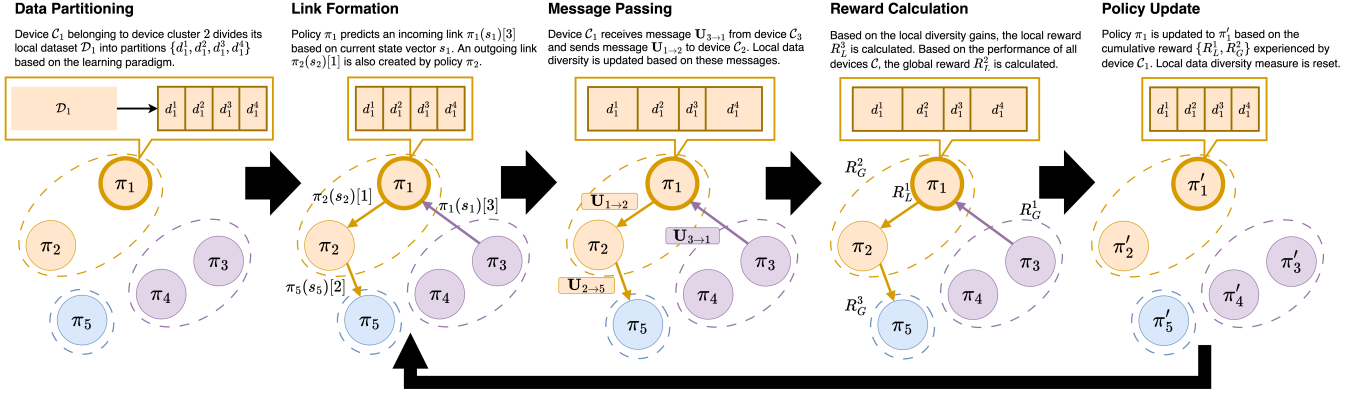 Data Partitioning
Device 𝒞₁ belonging to device cluster 2 divides its
local dataset 𝒟₁ into partitions {d₁¹, d₁², d₁³, d₁⁴}
based on the learning paradigm.
𝒟₁
d₁¹ d₁² d₁³ d₁⁴
π₁
π₂
π₃
π₄
π₅
Link Formation
Policy π₁ predicts an incoming link π₁(s₁)[3]
based on current state vector s₁. An outgoing link
π₂(s₂)[1] is also created by policy π₂.
d₁¹ d₁² d₁³ d₁⁴
π₁
π₂(s₂)[1]
π₁(s₁)[3]
π₂
π₃
π₅(s₅)[2]
π₄
π₅
Message Passing
Device 𝒞₁ receives message U₃→₁ from device 𝒞₃
and sends message U₁→₂ to device 𝒞₂. Local data
diversity is updated based on these messages.
d₁¹ d₁² d₁³ d₁⁴
π₁
U₁→₂
U₃→₁
π₂
π₃
U₂→₅
π₄
π₅
Reward Calculation
Based on the local diversity gains, the local reward
R_L³ is calculated. Based on the performance of all
devices 𝒞, the global reward R_L² is calculated.
d₁¹ d₁² d₁³ d₁⁴
R_G²
π₁
R_L¹
R_G¹
π₂
π₃
π₄
R_G³
π₅
Policy Update
Policy π₁ is updated to π₁′ based on the
cumulative reward {R_L¹, R_G²} experienced by
device 𝒞₁. Local data diversity measure is reset.
d₁¹ d₁² d₁³ d₁⁴
π₁′
π₂′
π₃′
π₄′
π₅′